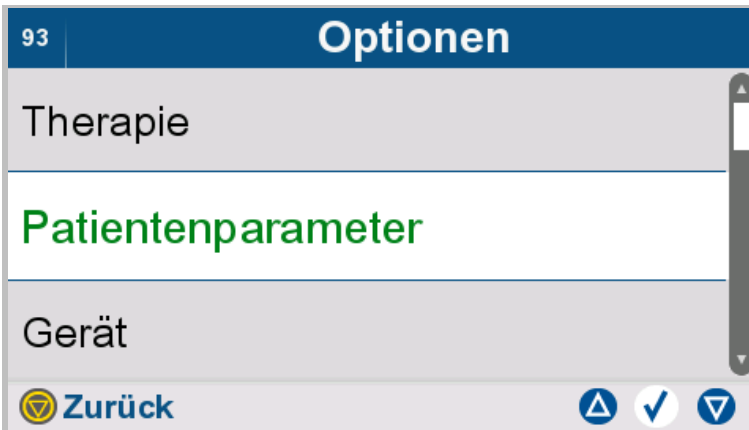 93 Optionen
Therapie
Patientenparameter
Gerät
Zurück